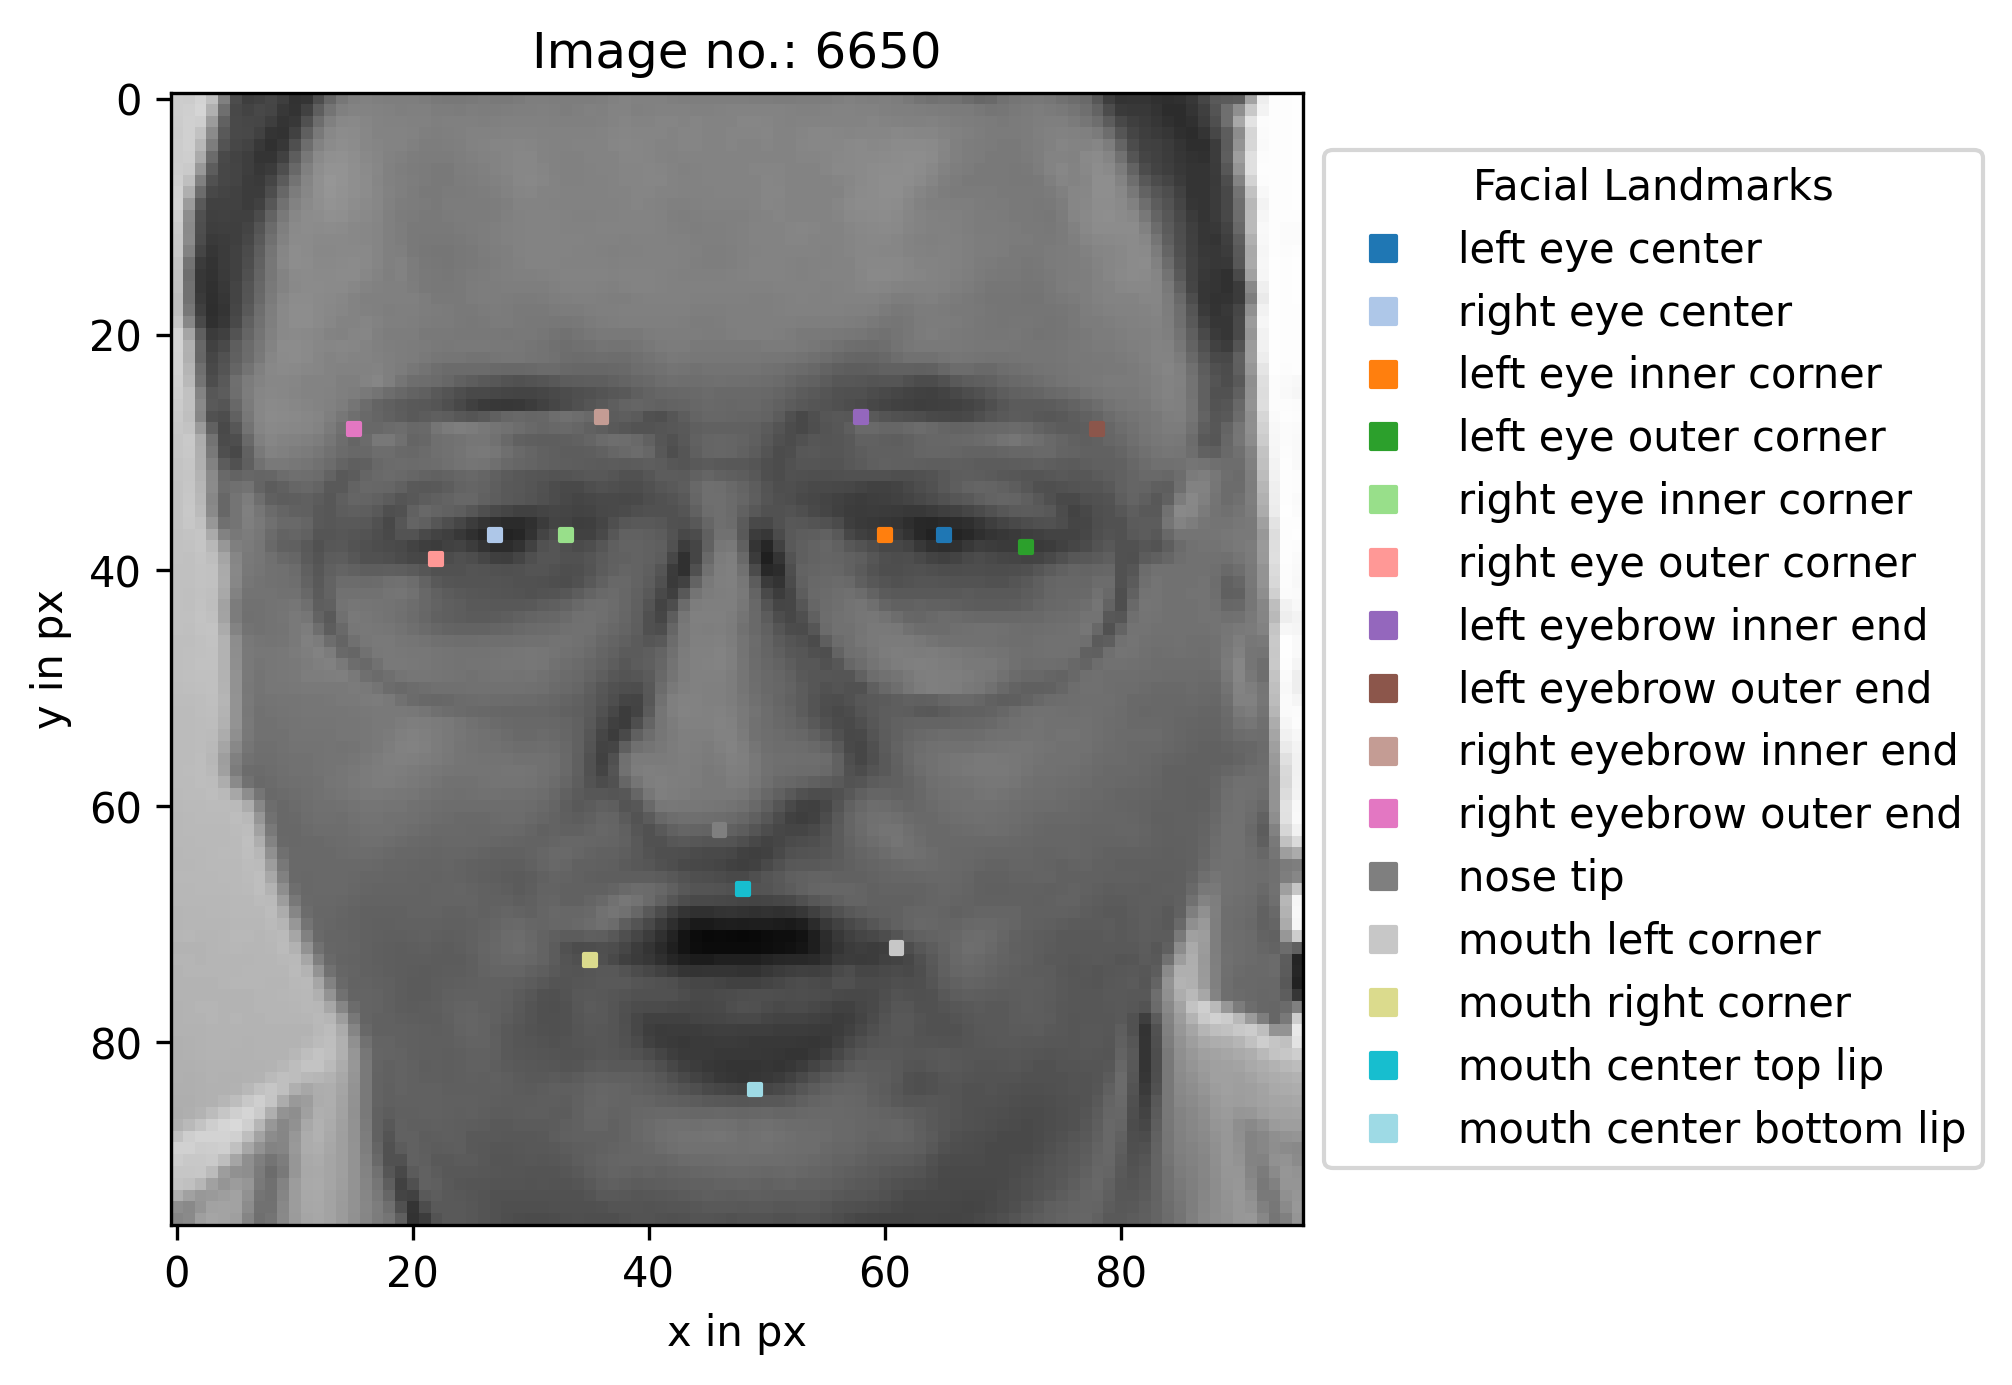 Image no.: 6650
0
20
40
60
80
y in px
0 20 40 60 80
x in px
Facial Landmarks
left eye center
right eye center
left eye inner corner
left eye outer corner
right eye inner corner
right eye outer corner
left eyebrow inner end
left eyebrow outer end
right eyebrow inner end
right eyebrow outer end
nose tip
mouth left corner
mouth right corner
mouth center top lip
mouth center bottom lip